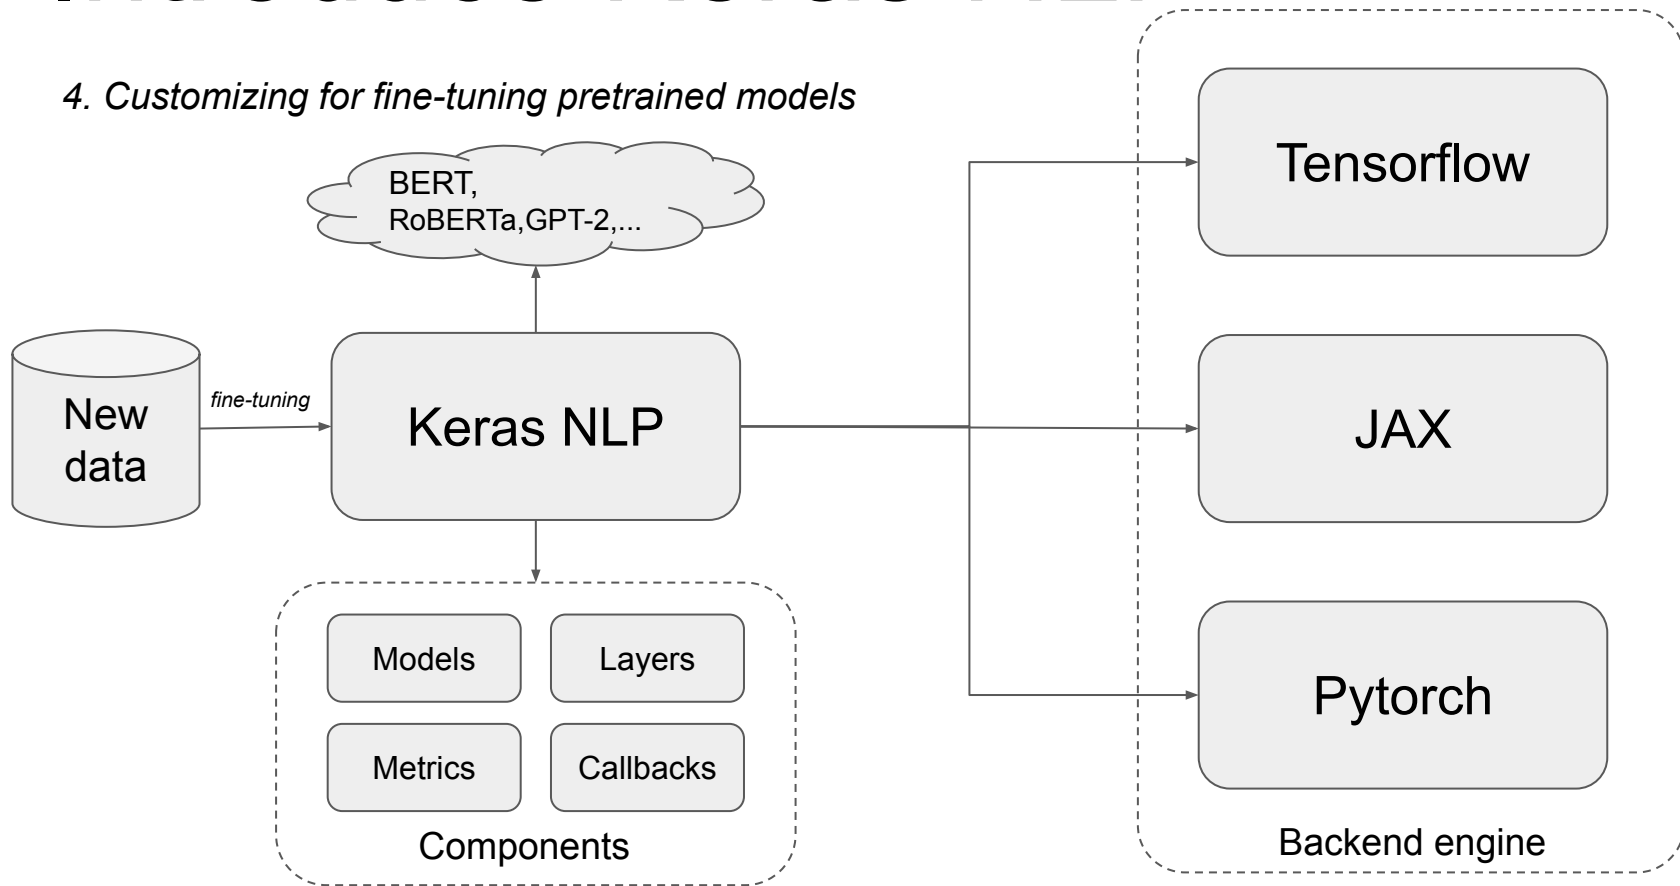 4. Customizing for fine-tuning pretrained models
BERT,
RoBERTa,GPT-2,...
Tensorflow
New
data
fine-tuning
Keras NLP
JAX
Models
Layers
Metrics
Callbacks
Components
Pytorch
Backend engine